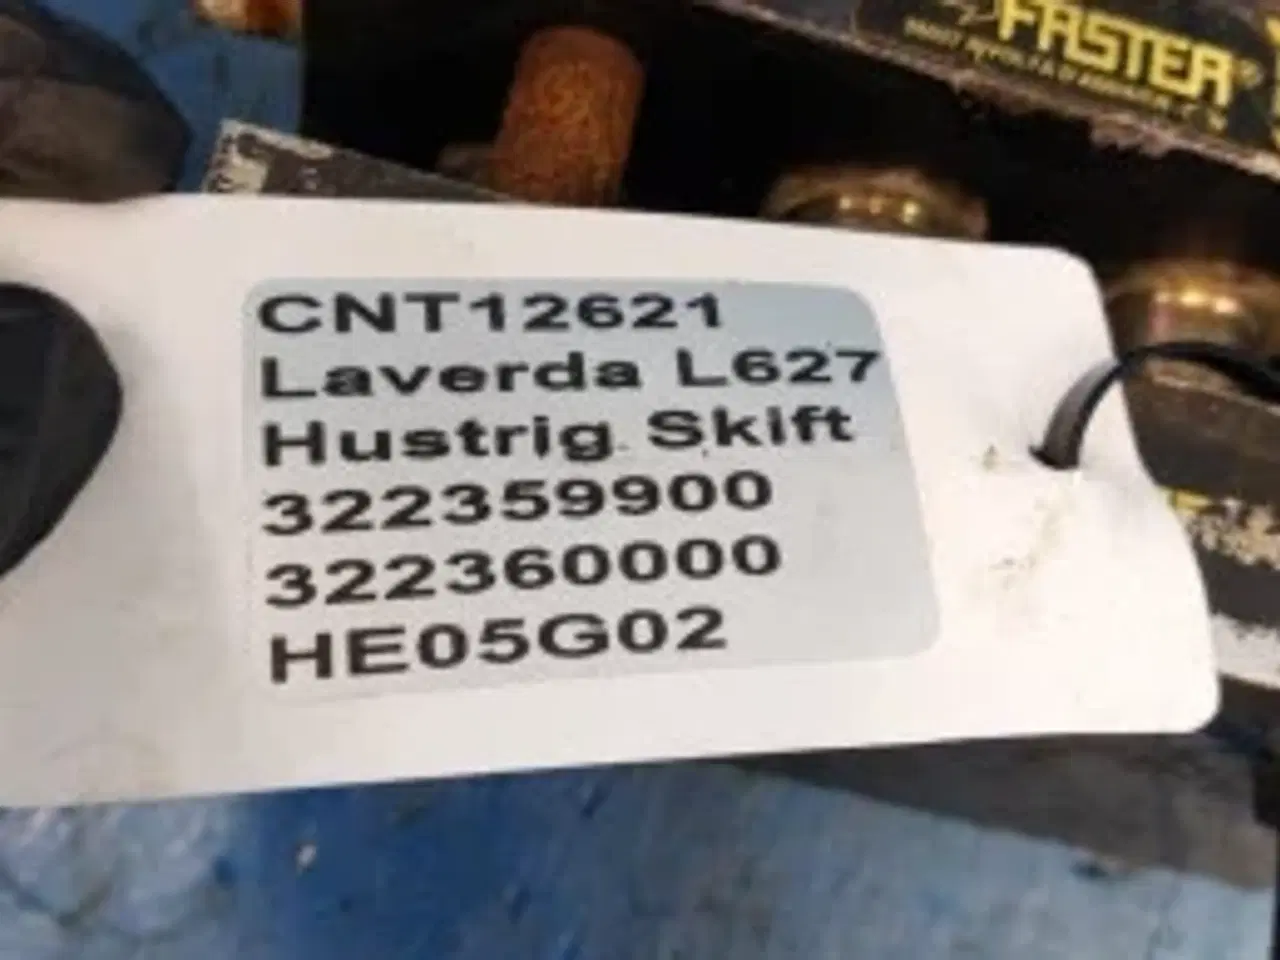 FASTER®
CNT12621
Laverda L627
Hustrig Skift
322359900
322360000
HE05G02